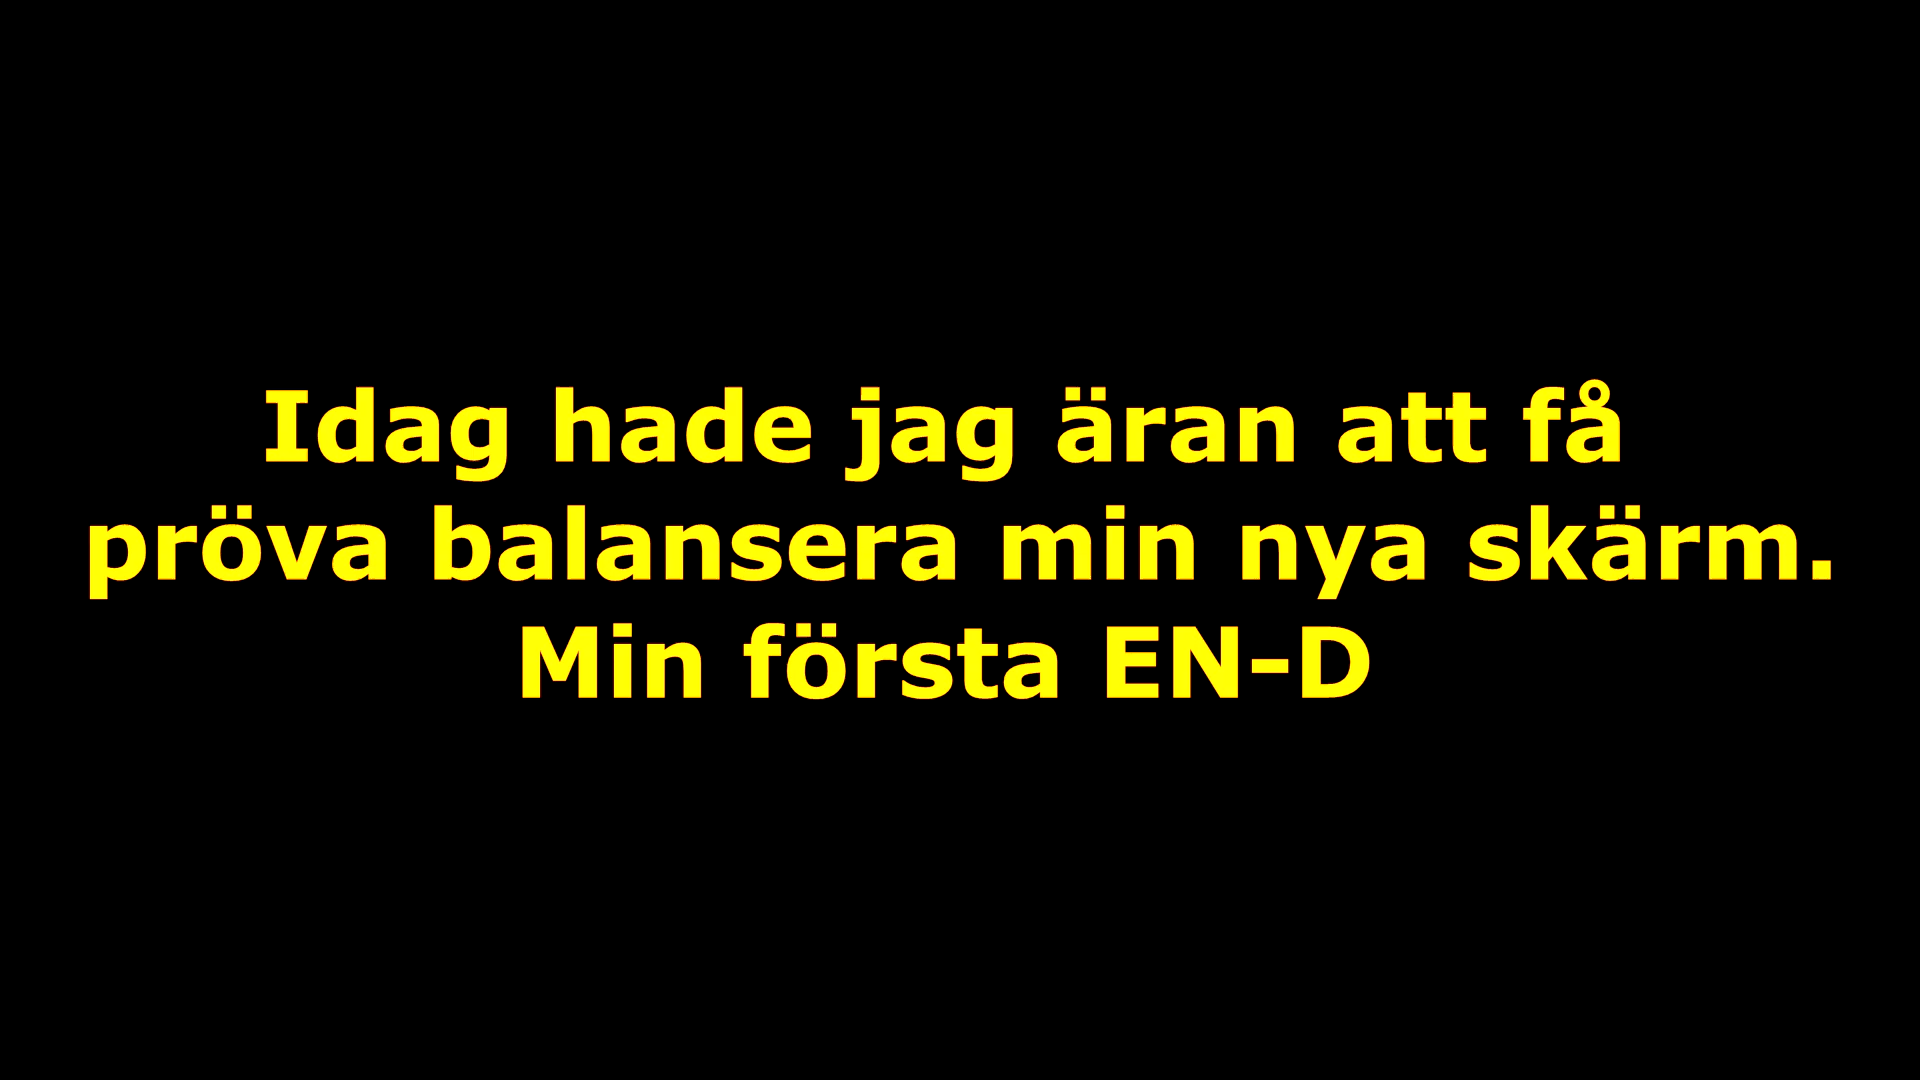 Idag hade jag äran att få
pröva balansera min nya skärm.
Min första EN-D